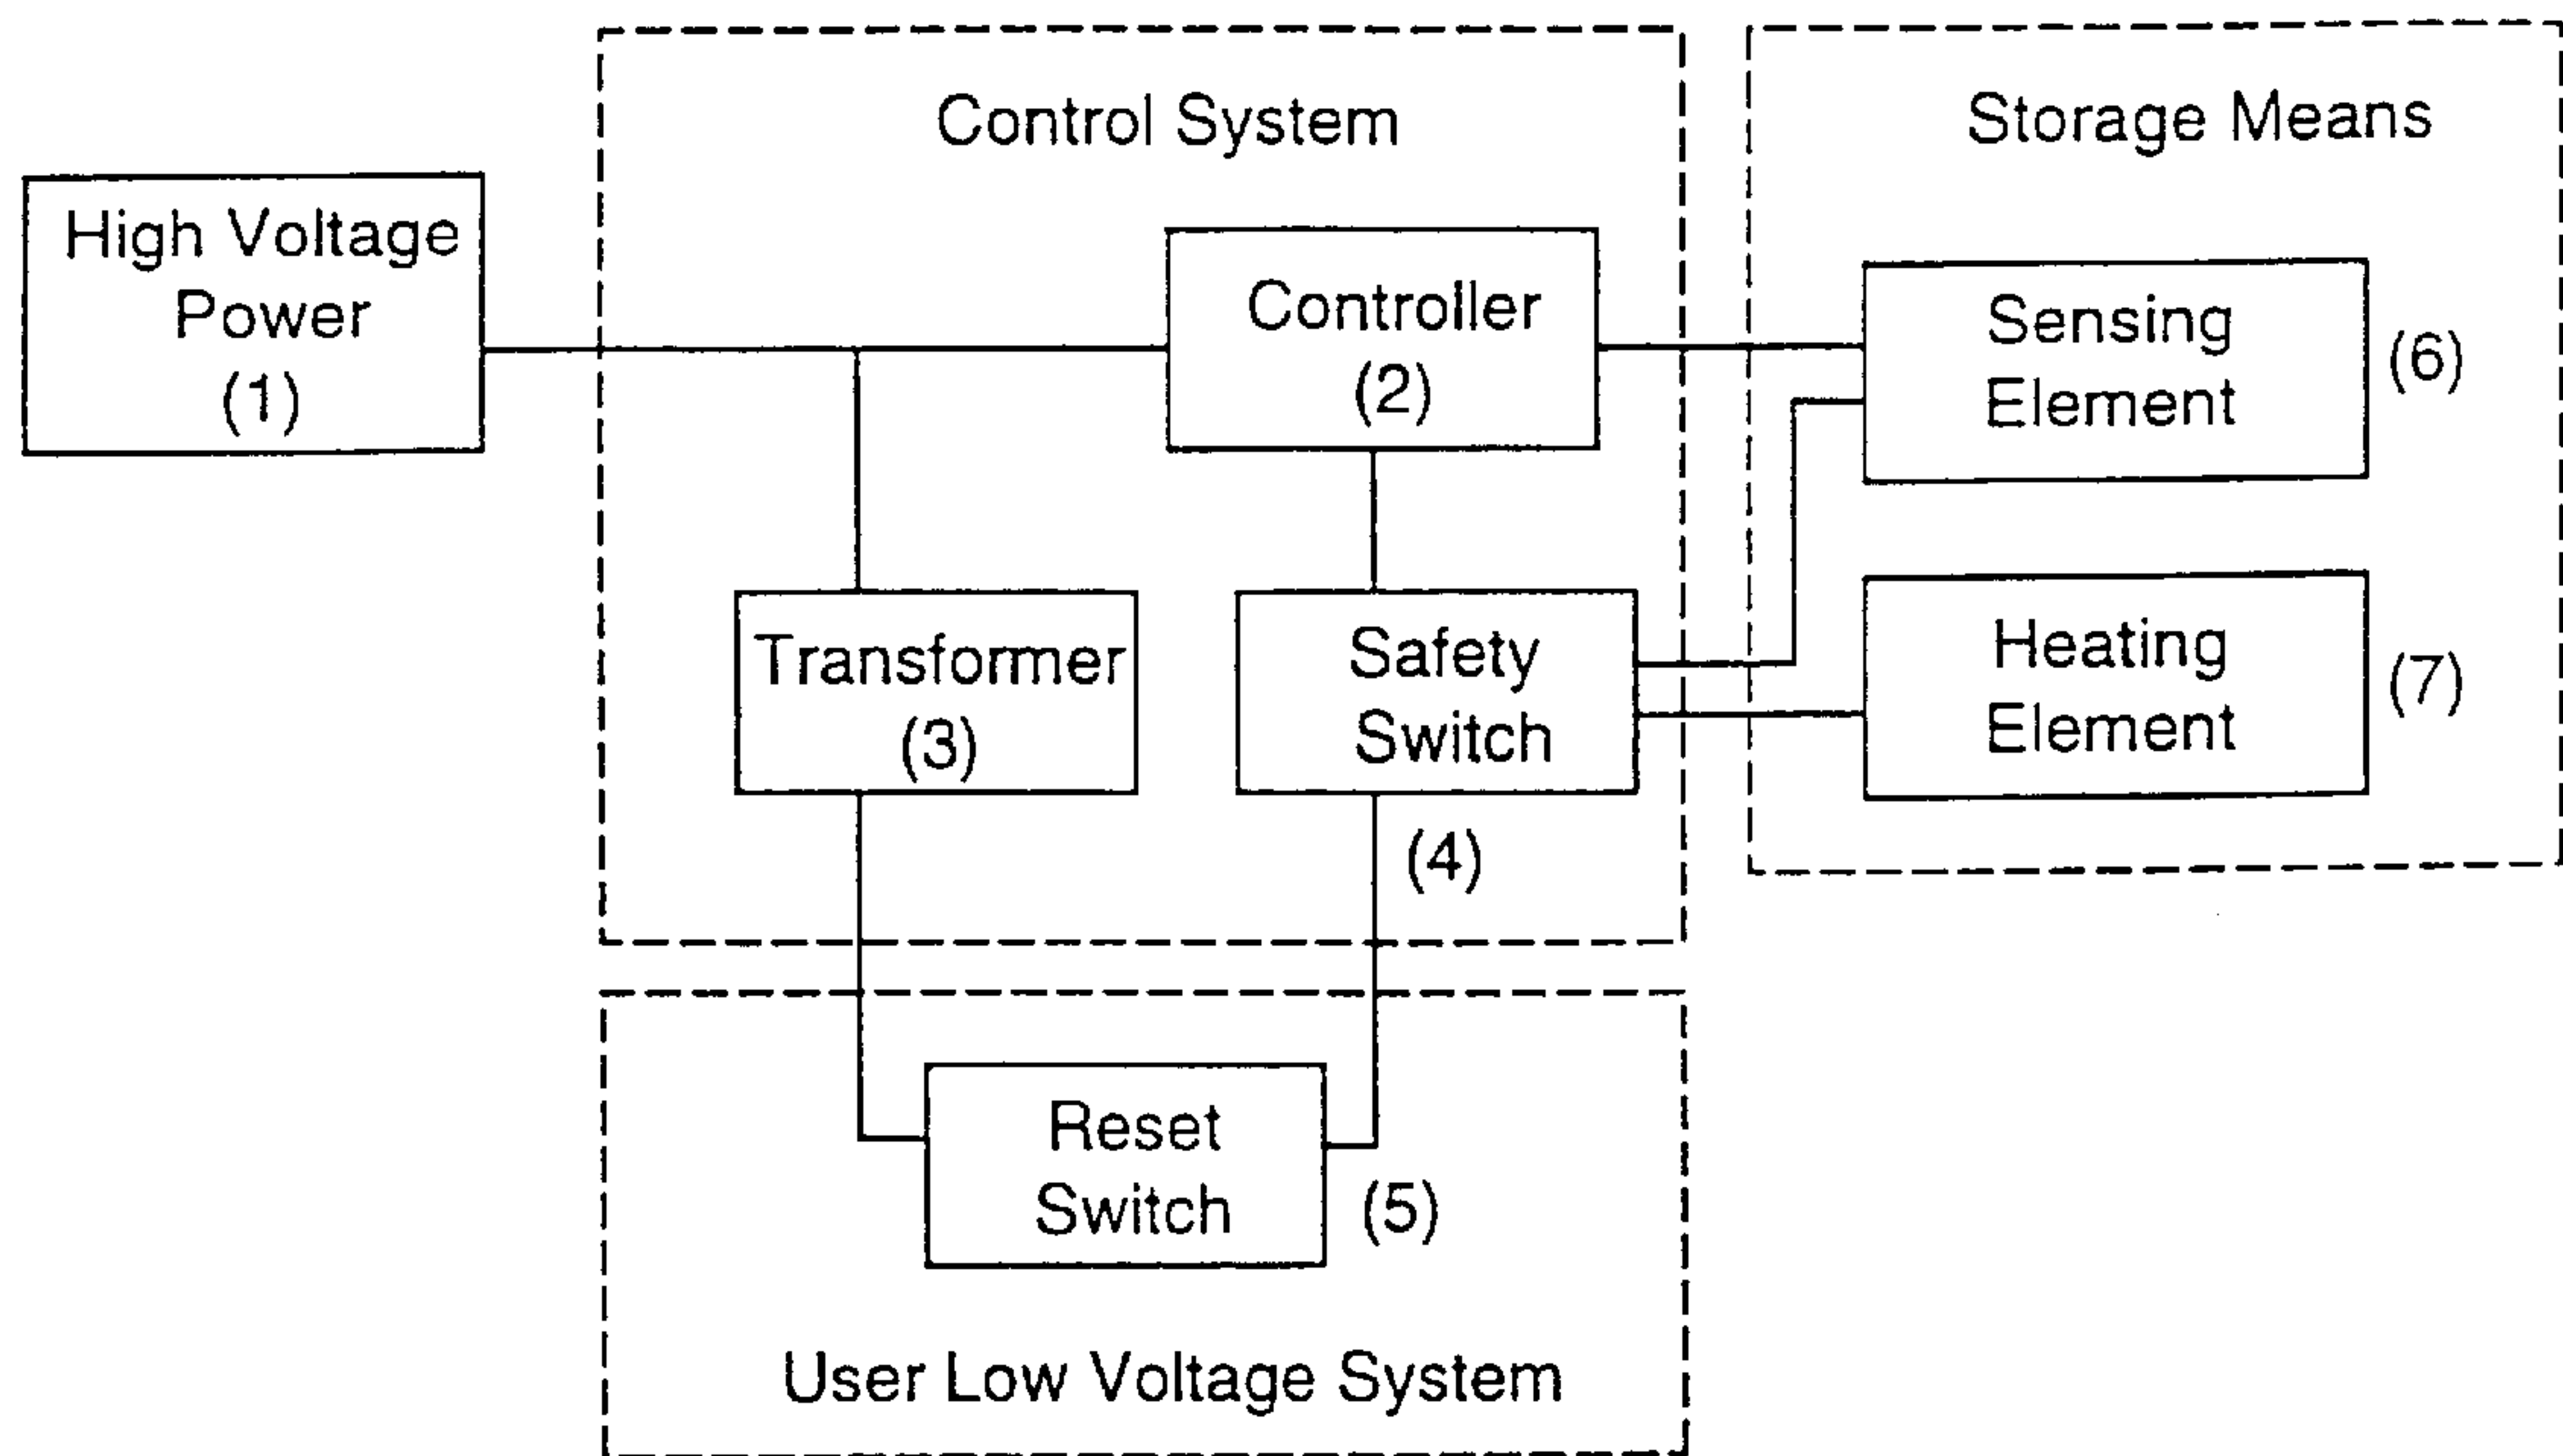 Control System
Storage Means
High Voltage
Power
(1)
Controller
(2)
Sensing
Element
(6)
Transformer
(3)
Safety
Switch
(4)
Heating
Element
(7)
Reset
Switch
(5)
User Low Voltage System